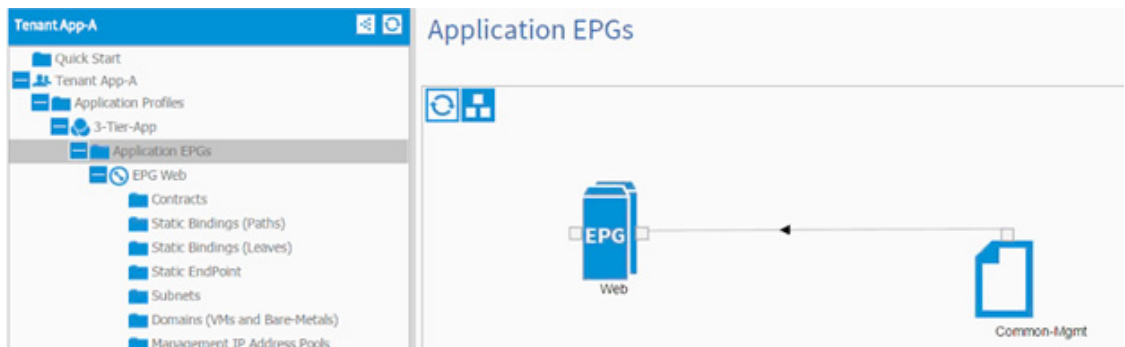 Tenant App-A
Quick Start
Tenant App-A
Application Profiles
3-Tier-App
Application EPGs
EPG Web
Contracts
Static Bindings (Paths)
Static Bindings (Leaves)
Static EndPoint
Subnets
Domains (VMs and Bare-Metals)
Management IP Address Pools
Application EPGs
EPG
Web
Common-Mgmt